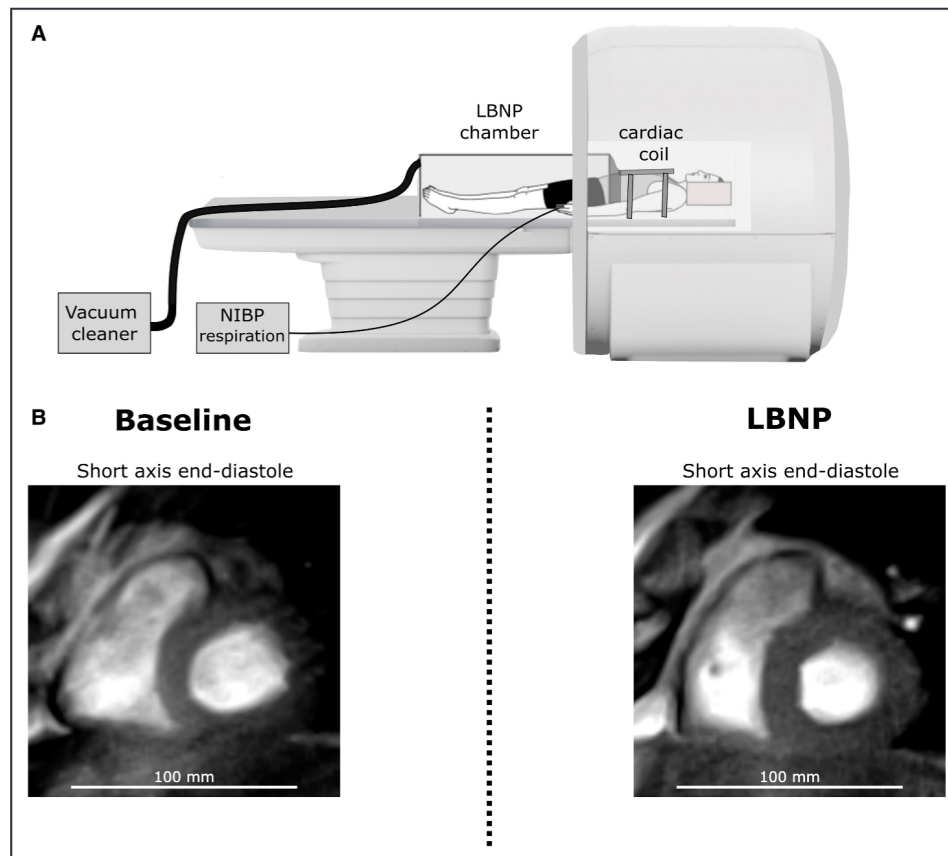 A
LBNP
chamber
cardiac
coil
Vacuum
cleaner
NIBP
respiration
B
Baseline
LBNP
Short axis end-diastole
Short axis end-diastole
100 mm
100 mm